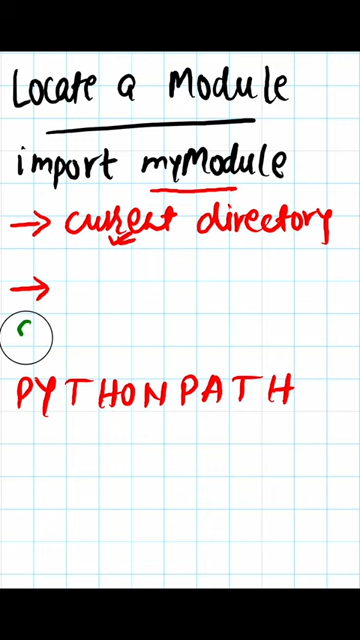 Locate a Module
import myModule
→ current directory
→
PYTHONPATH